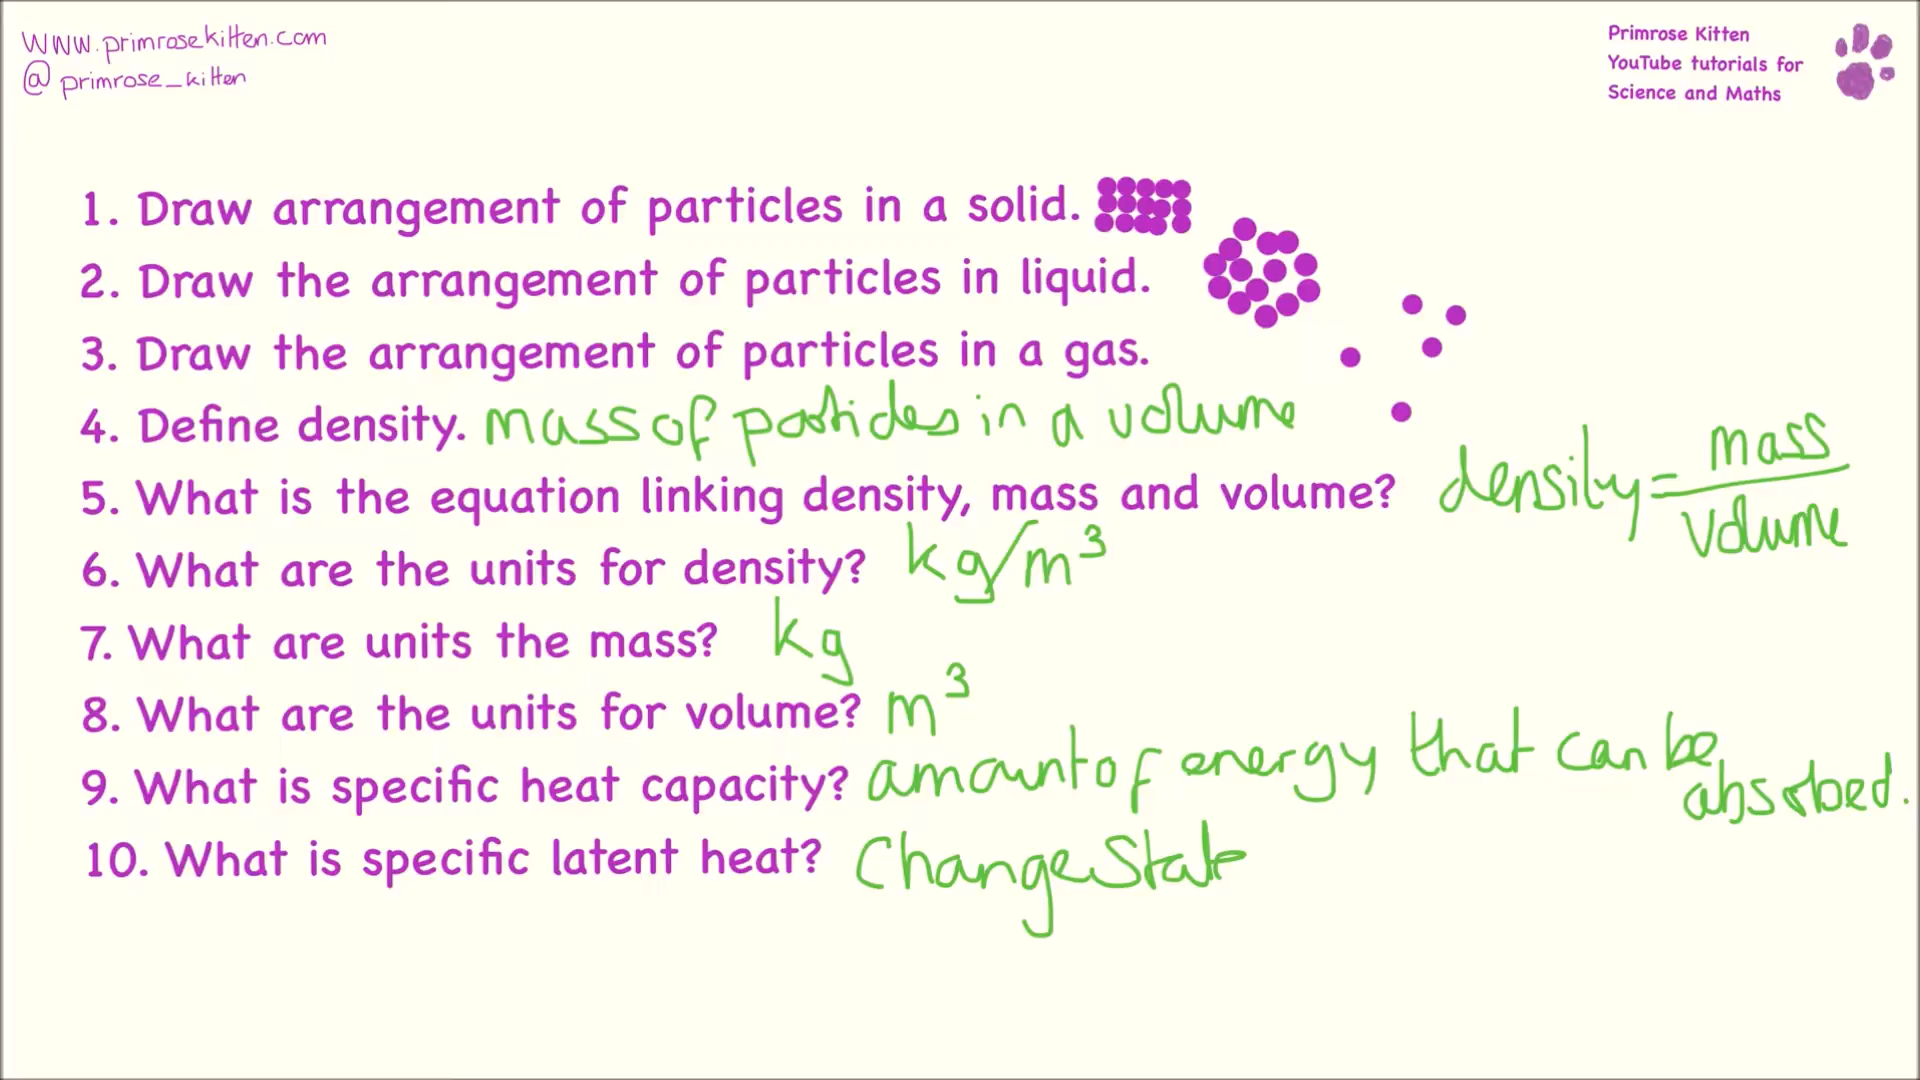 www.primrosekitten.com
@primrose_kitten
Primrose Kitten
YouTube tutorials for
Science and Maths
1. Draw arrangement of particles in a solid.
2. Draw the arrangement of particles in liquid.
3. Draw the arrangement of particles in a gas.
4. Define density. mass of particles in a volume
5. What is the equation linking density, mass and volume? density = mass / volume
6. What are the units for density? kg/m³
7. What are units the mass? kg
8. What are the units for volume? m³
9. What is specific heat capacity? amount of energy that can be absorbed.
10. What is specific latent heat? Change State